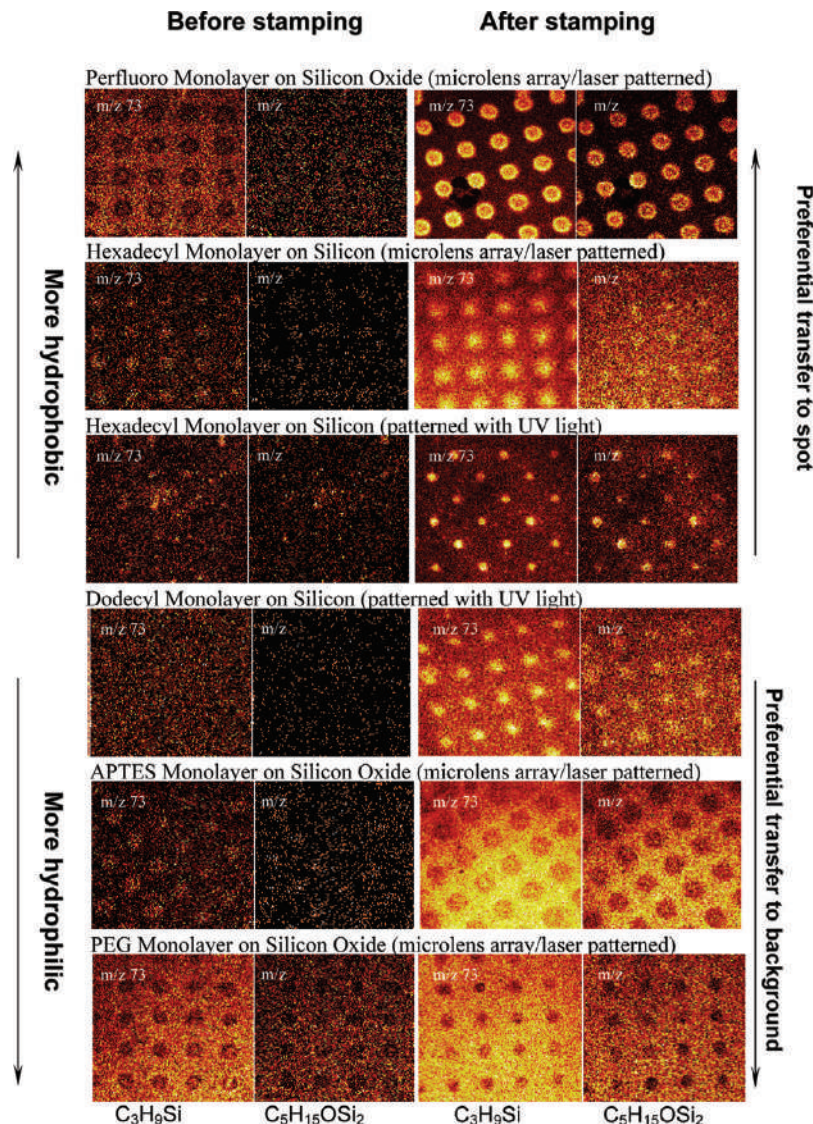 Before stamping After stamping
Perfluoro Monolayer on Silicon Oxide (microlens array/laser patterned)
m/z 73 m/z m/z 73 m/z
Hexadecyl Monolayer on Silicon (microlens array/laser patterned)
m/z 73 m/z m/z 73 m/z
Hexadecyl Monolayer on Silicon (patterned with UV light)
m/z 73 m/z m/z 73 m/z
Dodecyl Monolayer on Silicon (patterned with UV light)
m/z 73 m/z m/z 73 m/z
APTES Monolayer on Silicon Oxide (microlens array/laser patterned)
m/z 73 m/z m/z 73 m/z
PEG Monolayer on Silicon Oxide (microlens array/laser patterned)
m/z 73 m/z m/z 73 m/z
C₃H₉Si C₅H₁₅OSi₂ C₃H₉Si C₅H₁₅OSi₂
More hydrophobic
More hydrophilic
Preferential transfer to spot
Preferential transfer to background